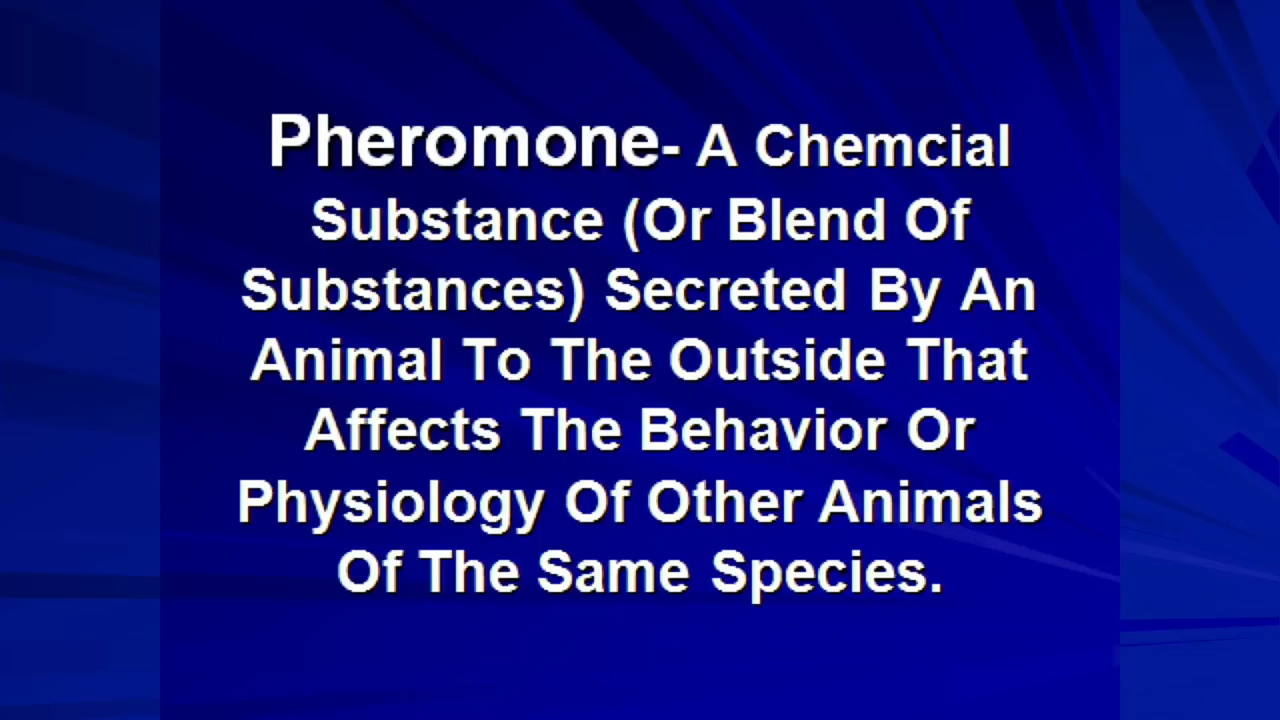 Pheromone- A Chemcial
Substance (Or Blend Of
Substances) Secreted By An
Animal To The Outside That
Affects The Behavior Or
Physiology Of Other Animals
Of The Same Species.